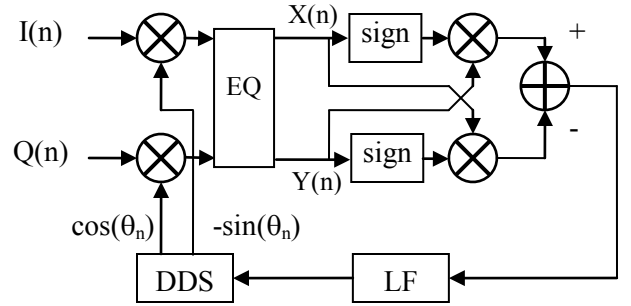 I(n)
X(n)
sign
+
EQ
Q(n)
sign
-
Y(n)
cos(θn)
-sin(θn)
DDS
LF